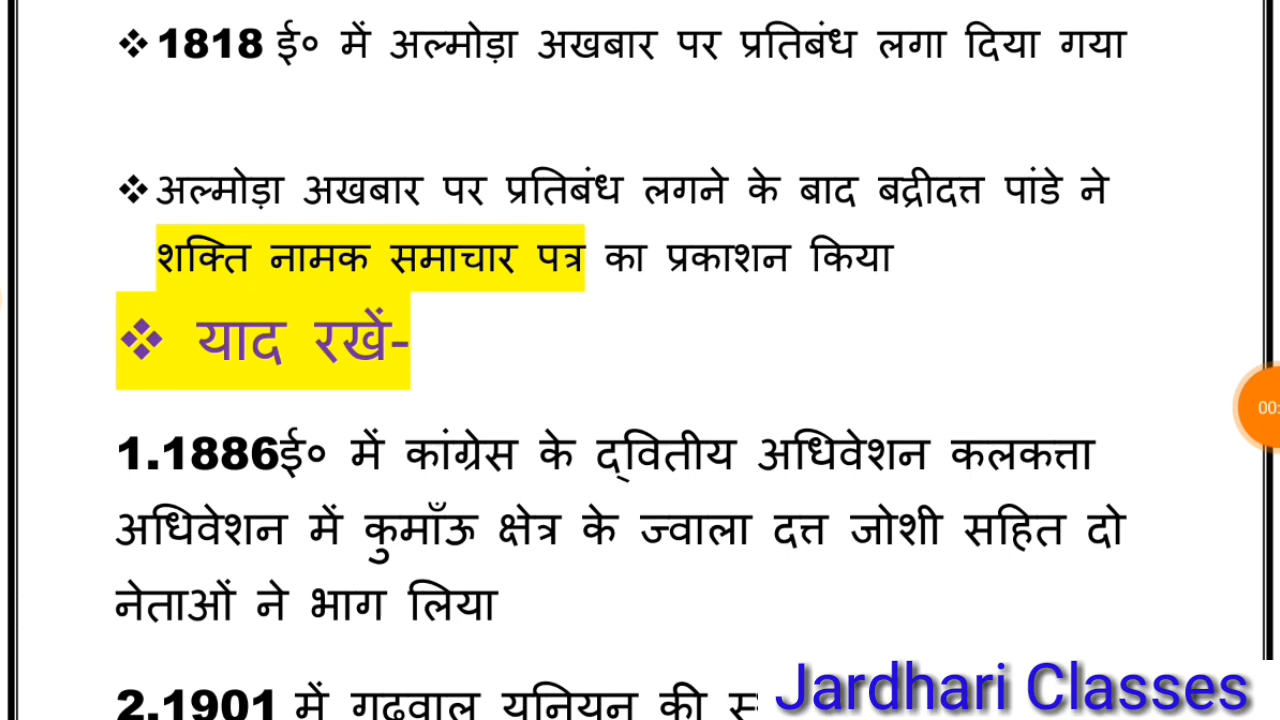 ❖ 1818 ई० में अल्मोड़ा अखबार पर प्रतिबंध लगा दिया गया
❖ अल्मोड़ा अखबार पर प्रतिबंध लगने के बाद बद्रीदत्त पांडे ने
शक्ति नामक समाचार पत्र का प्रकाशन किया
❖ याद रखें-
1.1886ई० में कांग्रेस के द्वितीय अधिवेशन कलकत्ता
अधिवेशन में कुमाँऊ क्षेत्र के ज्वाला दत्त जोशी सहित दो
नेताओं ने भाग लिया
2.1901 में गढवाल यूनियन की
Jardhari Classes